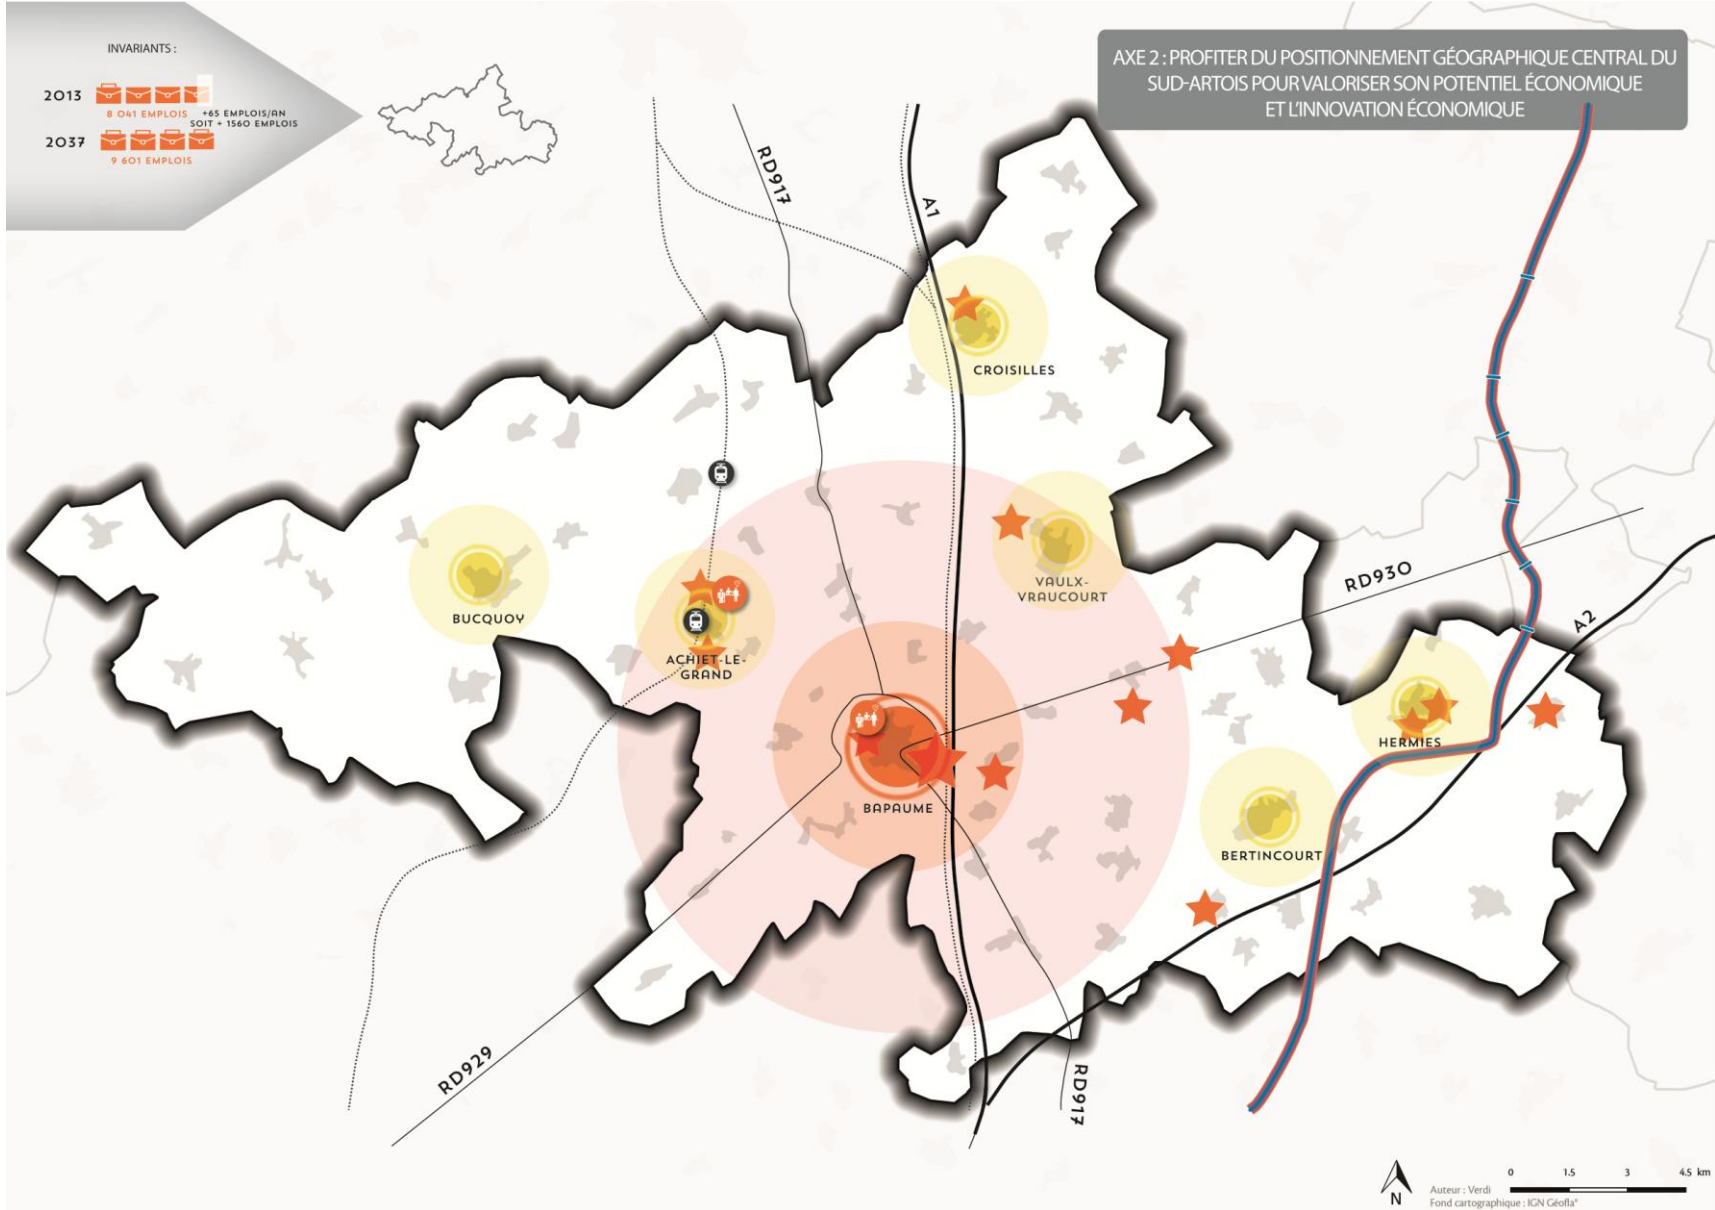 INVARIANTS :
2013
8 041 EMPLOIS
+65 EMPLOIS/AN
SOIT + 1560 EMPLOIS
2037
9 601 EMPLOIS
AXE 2 : PROFITER DU POSITIONNEMENT GÉOGRAPHIQUE CENTRAL DU
SUD-ARTOIS POUR VALORISER SON POTENTIEL ÉCONOMIQUE
ET L'INNOVATION ÉCONOMIQUE
RD917
A1
CROISILLES
BUCQUOY
VAULX-
VRAUCOURT
RD930
A2
ACHIET-LE-
GRAND
HERMIES
BAPAUME
BERTINCOURT
RD929
RD917
N
0 1.5 3 4.5 km
Auteur : Verdi
Fond cartographique : IGN Géofla®